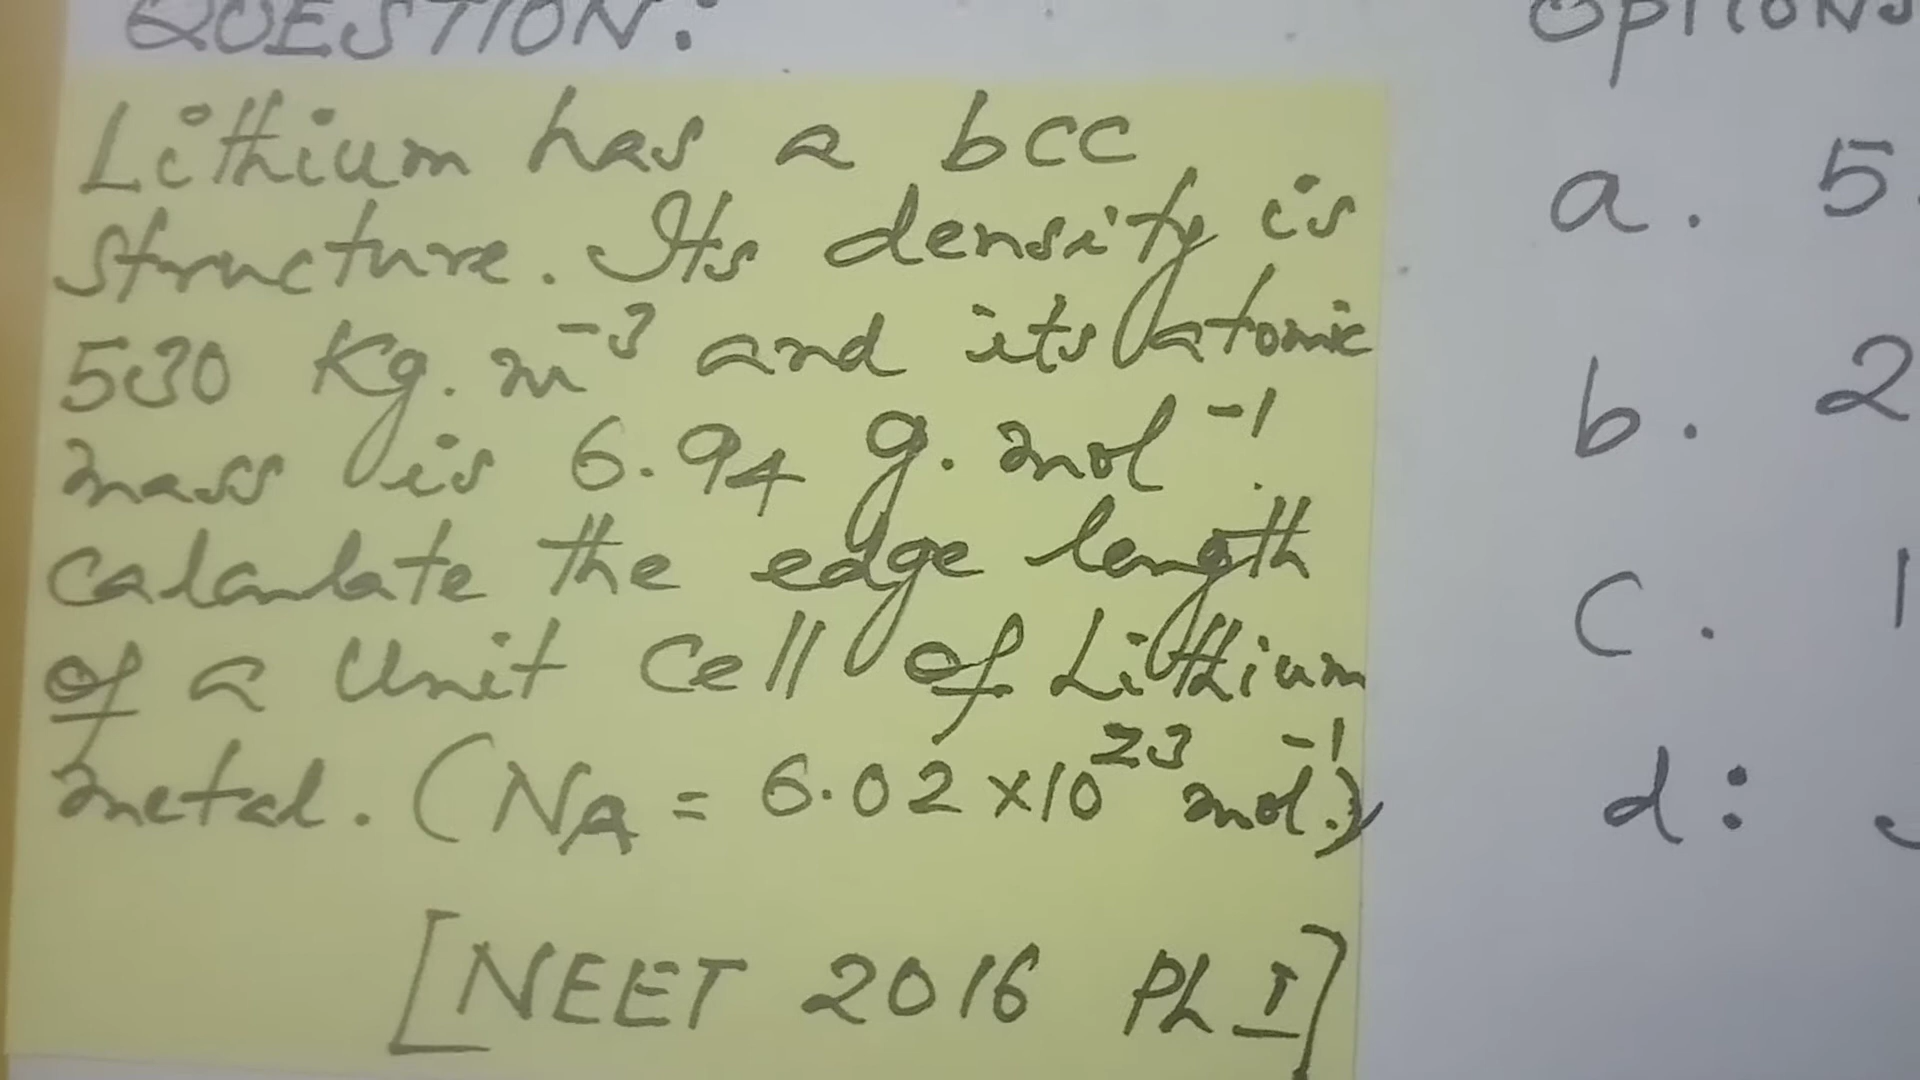 QUESTION:
Lithium has a bcc
structure. Its density is
530 Kg. m⁻³ and its atomic
mass is 6.94 g. mol⁻¹.
Calculate the edge length
of a Unit Cell of Lithium
metal. (NA = 6.02 x10²³ mol⁻¹.)
[NEET 2016 Ph I]
Options
a. 5.
b. 2
c. 1
d: